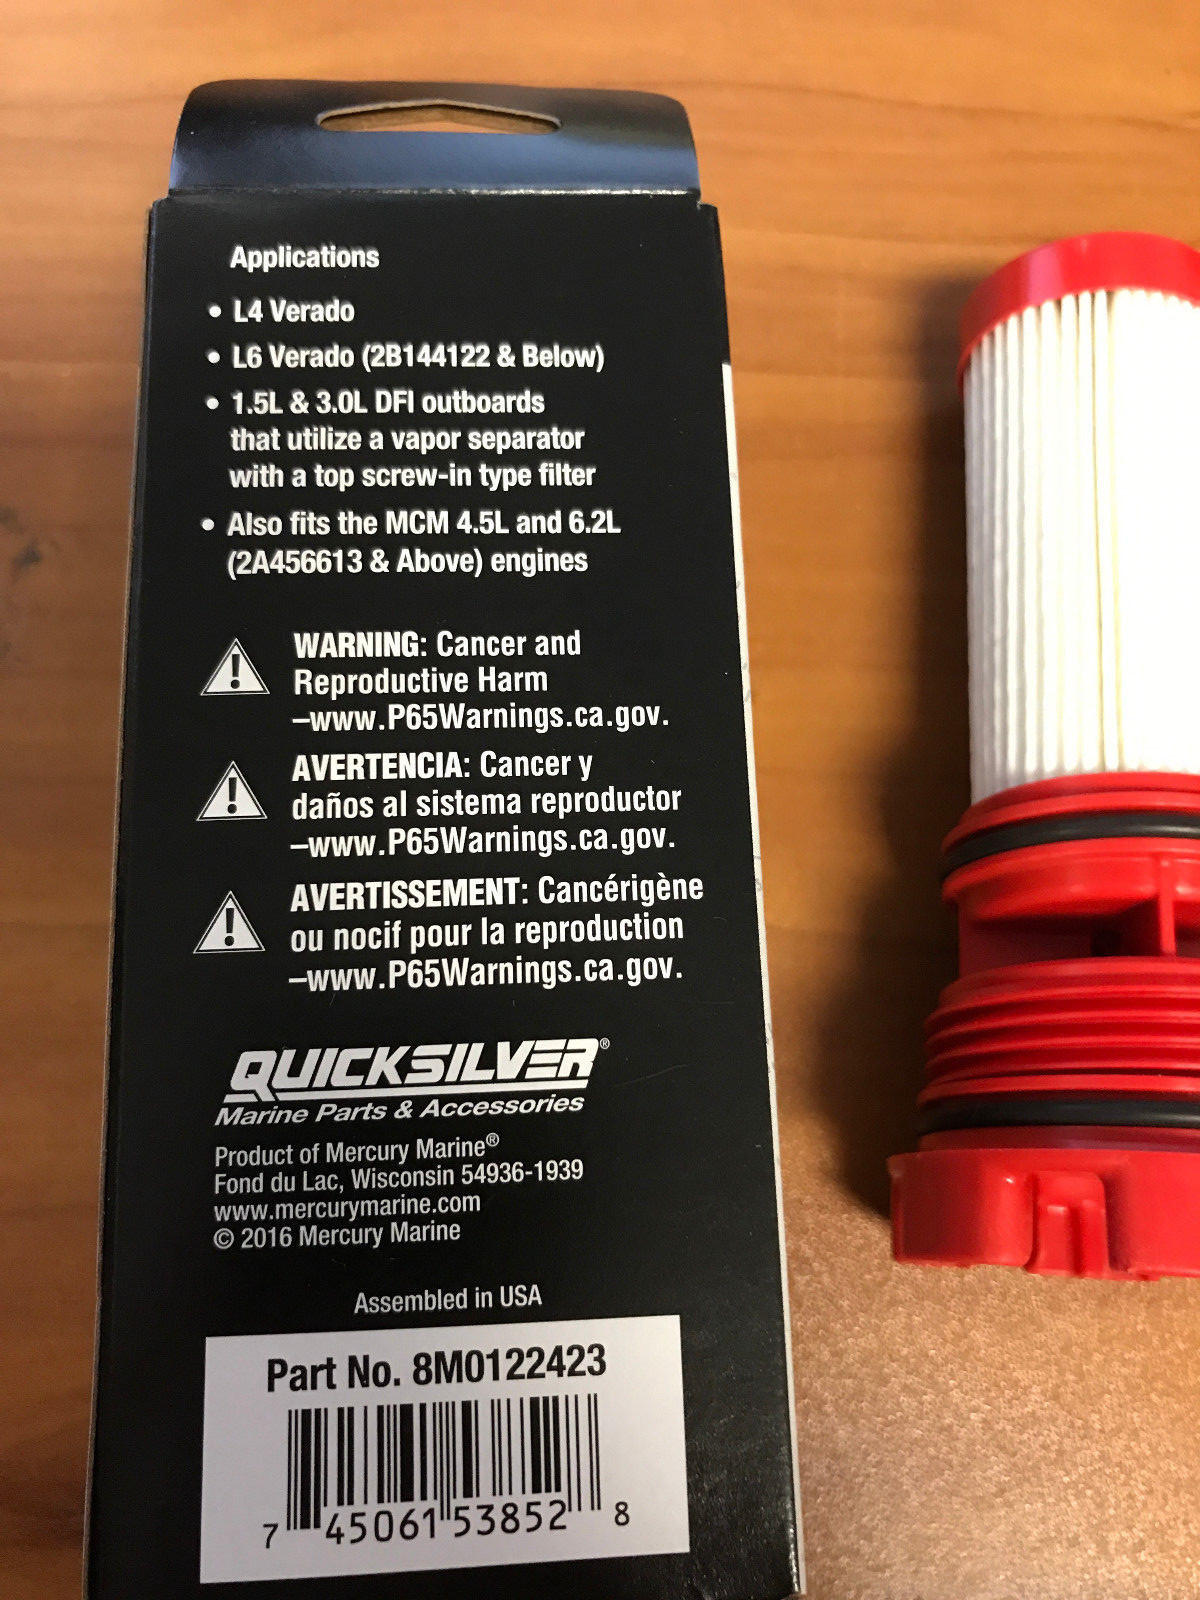 Applications
• L4 Verado
• L6 Verado (2B144122 & Below)
• 1.5L & 3.0L DFI outboards
that utilize a vapor separator
with a top screw-in type filter
• Also fits the MCM 4.5L and 6.2L
(2A456613 & Above) engines
WARNING: Cancer and
Reproductive Harm
–www.P65Warnings.ca.gov.
AVERTENCIA: Cancer y
daños al sistema reproductor
–www.P65Warnings.ca.gov.
AVERTISSEMENT: Cancérigène
ou nocif pour la reproduction
–www.P65Warnings.ca.gov.
QUICKSILVER®
Marine Parts & Accessories
Product of Mercury Marine®
Fond du Lac, Wisconsin 54936-1939
www.mercurymarine.com
© 2016 Mercury Marine
Assembled in USA
Part No. 8M0122423
7 45061 53852 8